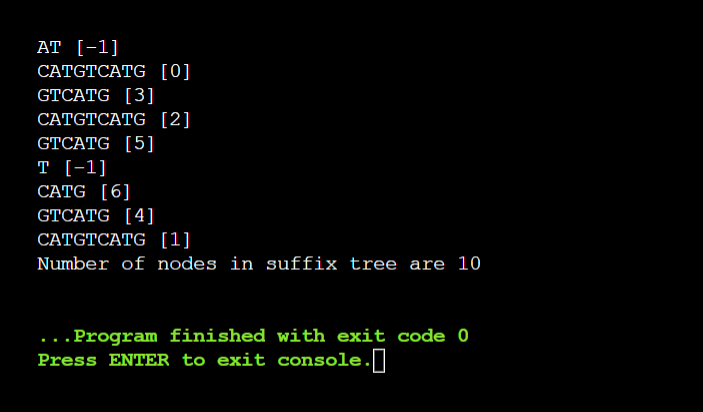 AT [-1]
CATGTCATG [0]
GTCATG [3]
CATGTCATG [2]
GTCATG [5]
T [-1]
CATG [6]
GTCATG [4]
CATGTCATG [1]
Number of nodes in suffix tree are 10
...Program finished with exit code 0
Press ENTER to exit console.